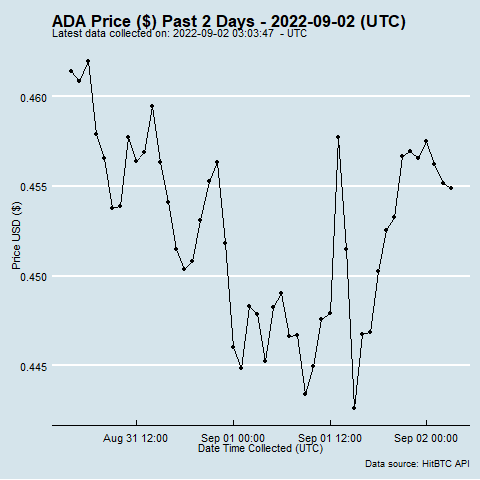 ADA Price ($) Past 2 Days - 2022-09-02 (UTC)
Latest data collected on: 2022-09-02 03:03:47 - UTC
0.460
0.455
0.450
0.445
Price USD ($)
Aug 31 12:00 Sep 01 00:00 Sep 01 12:00 Sep 02 00:00
Date Time Collected (UTC)
Data source: HitBTC API